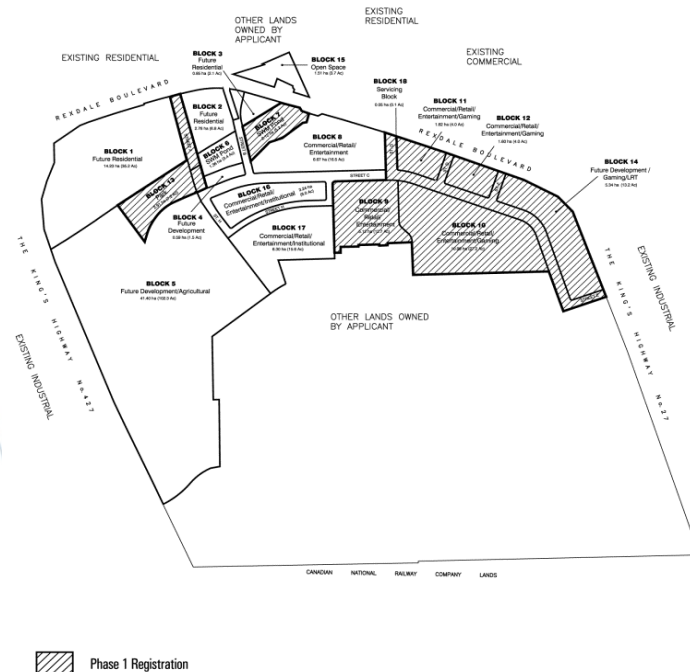 EXISTING
RESIDENTIAL
OTHER LANDS
OWNED BY
APPLICANT
EXISTING RESIDENTIAL
EXISTING
COMMERCIAL
BLOCK 3
Future
Residential
BLOCK 15
Open Space
BLOCK 18
Servicing
Block
BLOCK 11
Commercial/Retail/
Entertainment/Gaming
BLOCK 12
Commercial/Retail/
Entertainment/Gaming
REXDALE BOULEVARD
BLOCK 2
Future
Residential
BLOCK 7
SWM Pond
BLOCK 6
SWM Pond
BLOCK 8
Commercial/Retail/
Entertainment
REXDALE BOULEVARD
BLOCK 1
Future Residential
BLOCK 14
Future Development /
Gaming/LRT
BLOCK 13
Park
STREET C
BLOCK 16
Commercial/Retail/
Entertainment/Institutional
BLOCK 4
Future
Development
BLOCK 17
Commercial/Retail/
Entertainment/Institutional
BLOCK 9
Commercial/
Retail/
Entertainment
BLOCK 10
Commercial/Retail/
Entertainment/Gaming
BLOCK 5
Future Development/Agricultural
OTHER LANDS OWNED
BY APPLICANT
THE KING'S HIGHWAY No.427
EXISTING INDUSTRIAL
THE KING'S HIGHWAY No.27
EXISTING INDUSTRIAL
CANADIAN NATIONAL RAILWAY COMPANY LANDS
Phase 1 Registration